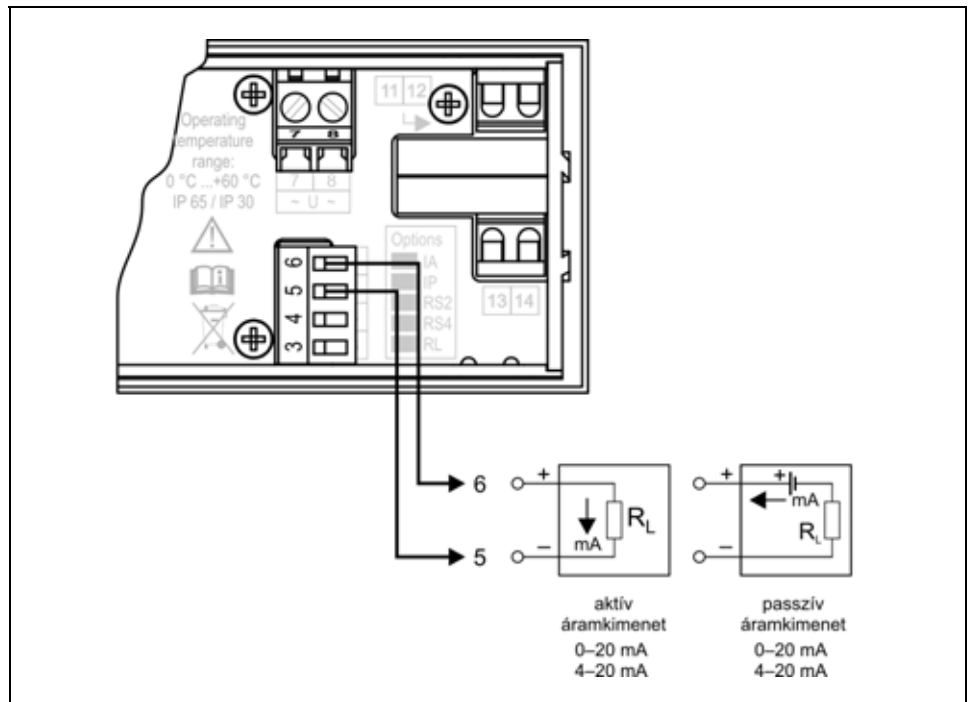 11 12
Operating
temperature
range:
0 °C ...+60 °C
IP 65 / IP 30
7 8
7 8
~ U ~
Options
IA
IP
RS2
RS4
RL
6
5
4
3
13 14
6
5
+
–
mA
RL
+
–
+
mA
RL
aktív
áramkimenet
0–20 mA
4–20 mA
passzív
áramkimenet
0–20 mA
4–20 mA